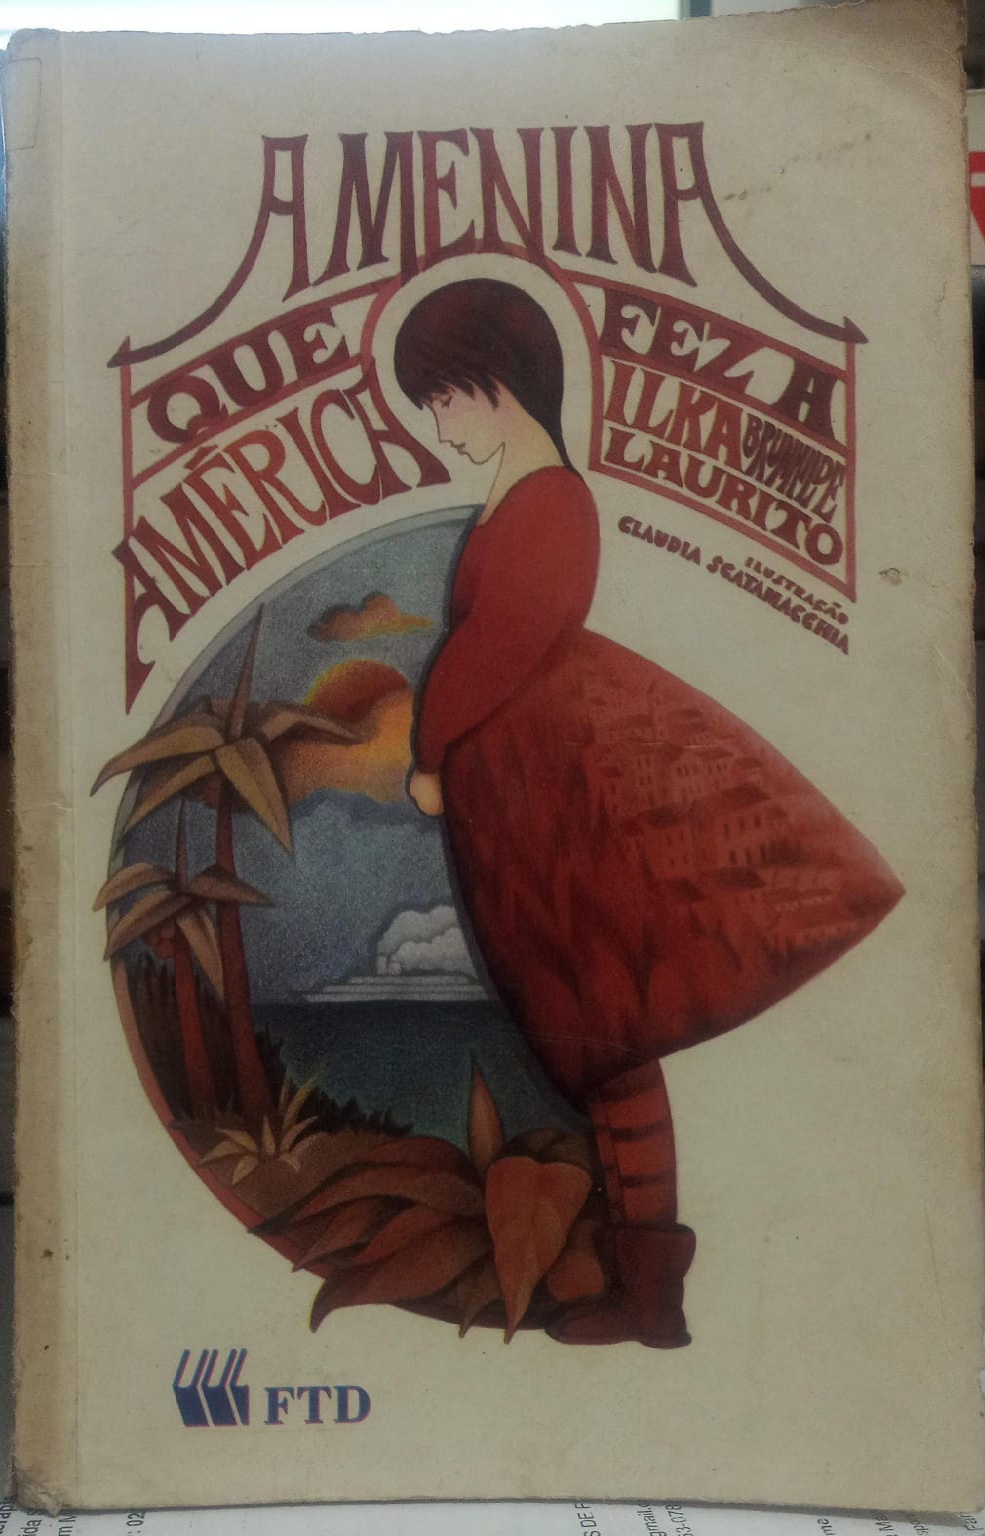 A MENINA
QUE FEZ A
AMÉRICA
ILKA BRUNHILDE
LAURITO
ILUSTRAÇÃO
CLAUDIA SCATAMACCHIA
FTD